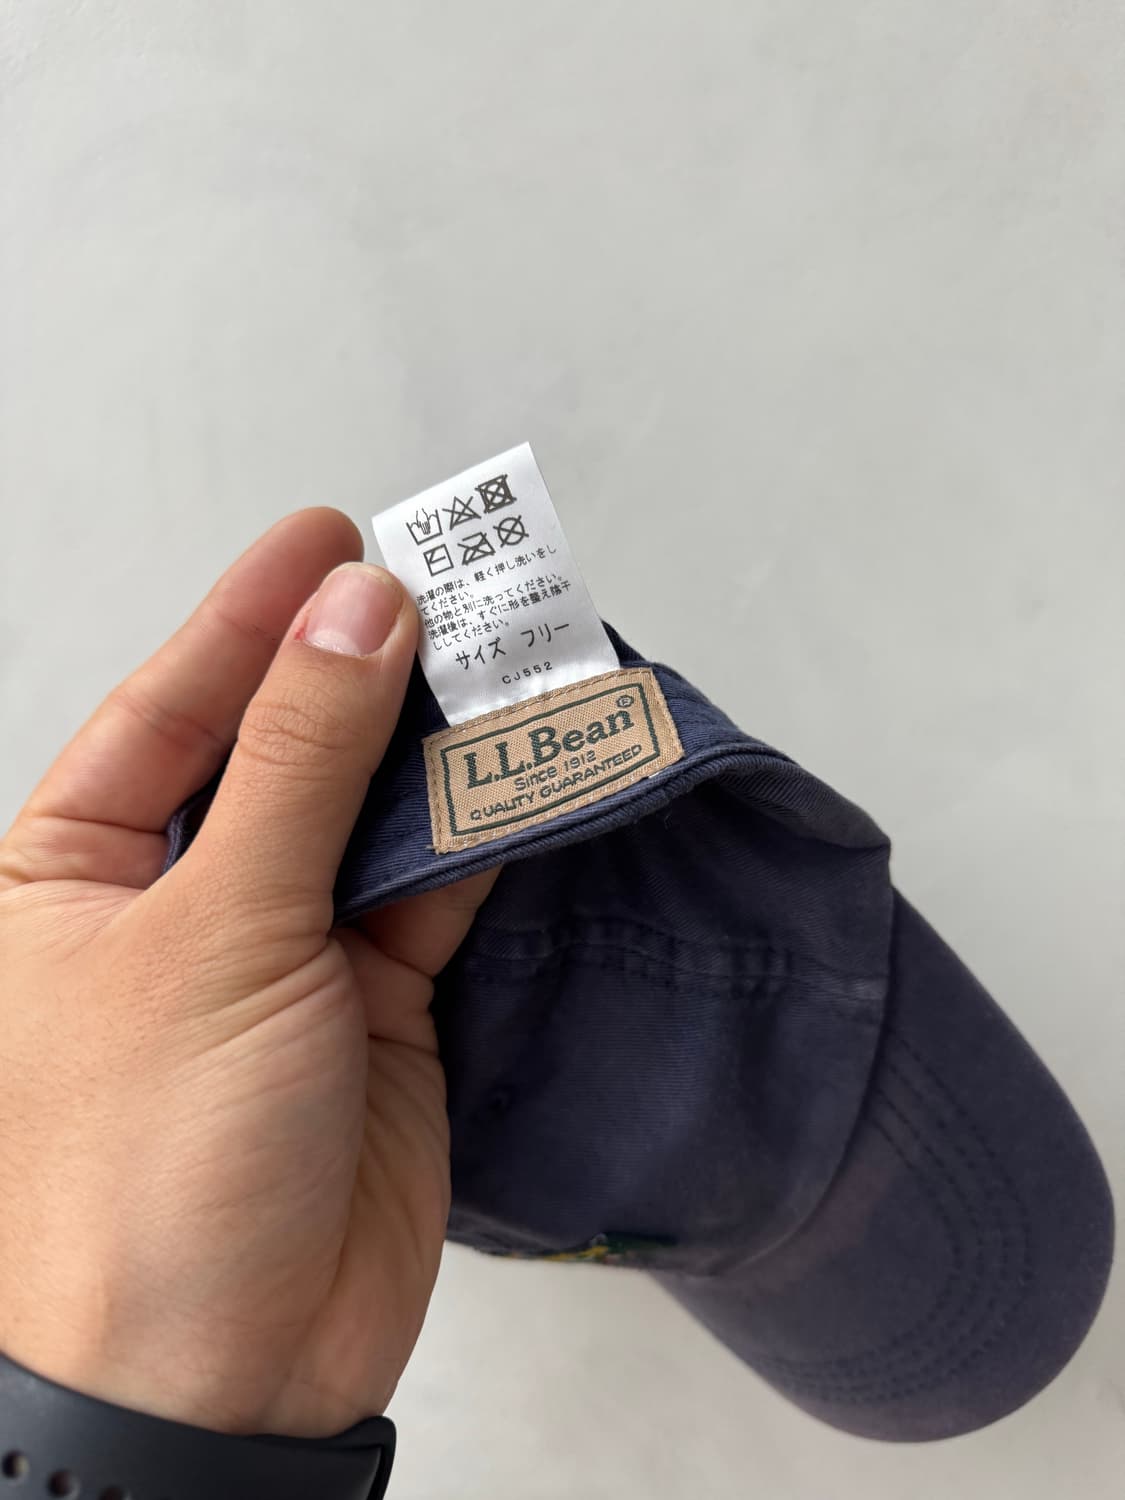 洗濯の際は、軽く押し洗いをし
てください。
他の物と別に洗ってください。
洗濯後は、すぐに形を整え陰干
ししてください。
サイズ フリー
CJ552
L.L.Bean®
Since 1912
QUALITY GUARANTEED